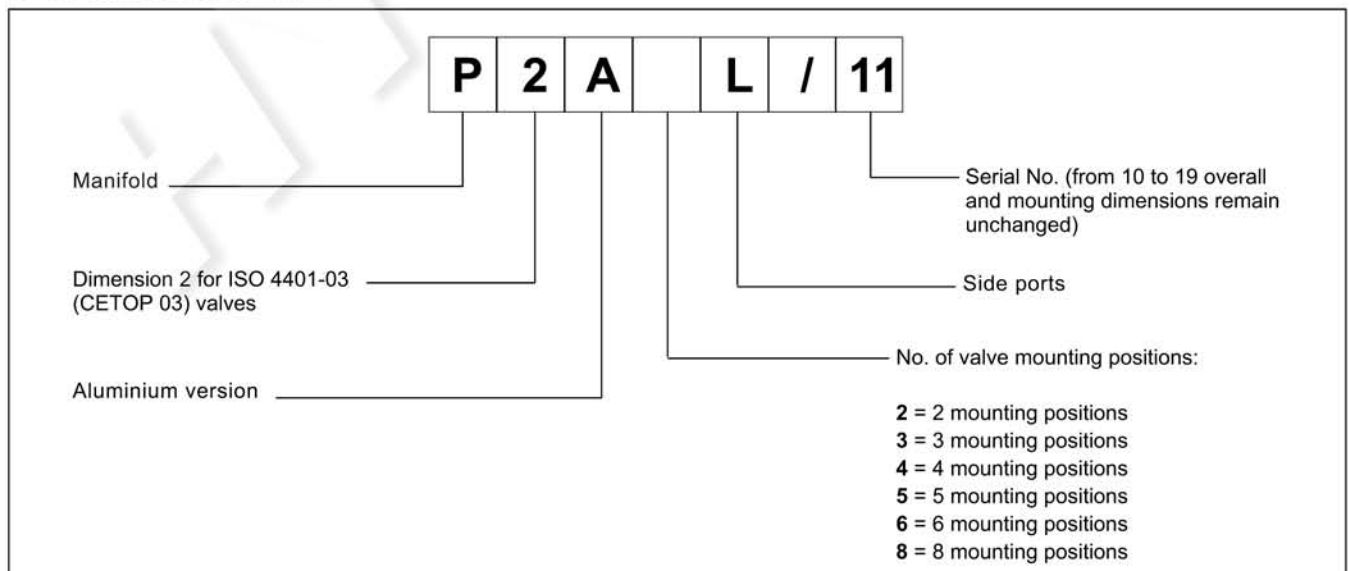 P 2 A L / 11
Manifold
Serial No. (from 10 to 19 overall
and mounting dimensions remain
unchanged)
Dimension 2 for ISO 4401-03
(CETOP 03) valves
Side ports
No. of valve mounting positions:
Aluminium version
2 = 2 mounting positions
3 = 3 mounting positions
4 = 4 mounting positions
5 = 5 mounting positions
6 = 6 mounting positions
8 = 8 mounting positions